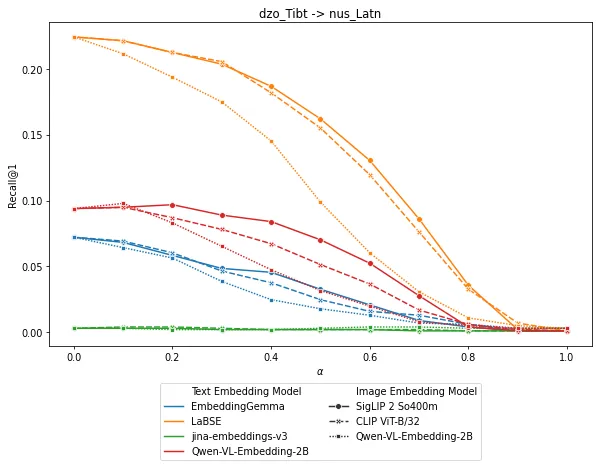 dzo_Tibt -> nus_Latn
Recall@1
0.20
0.15
0.10
0.05
0.00
0.0 0.2 0.4 0.6 0.8 1.0
α
Text Embedding Model Image Embedding Model
EmbeddingGemma SigLIP 2 So400m
LaBSE CLIP ViT-B/32
jina-embeddings-v3 Qwen-VL-Embedding-2B
Qwen-VL-Embedding-2B